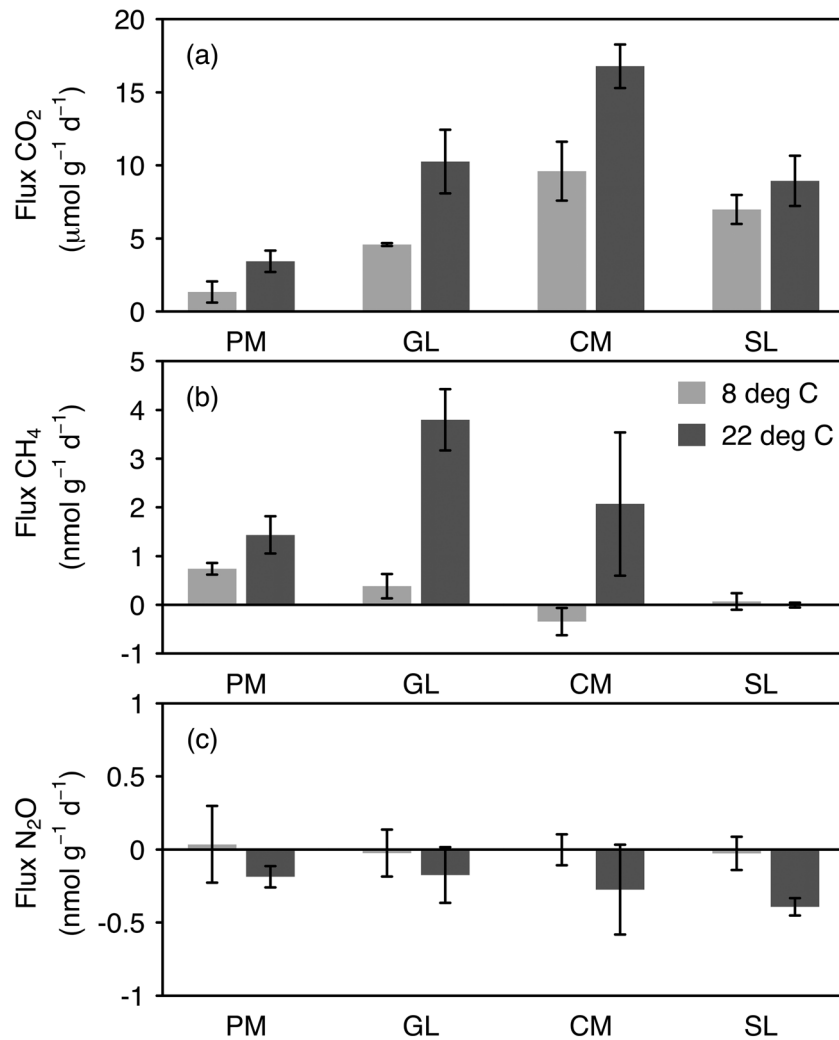 (a)
Flux CO₂
(μmol g⁻¹ d⁻¹)
20
15
10
5
0
PM GL CM SL
(b)
8 deg C
22 deg C
Flux CH₄
(nmol g⁻¹ d⁻¹)
5
4
3
2
1
0
-1
PM GL CM SL
(c)
Flux N₂O
(nmol g⁻¹ d⁻¹)
1
0.5
0
-0.5
-1
PM GL CM SL